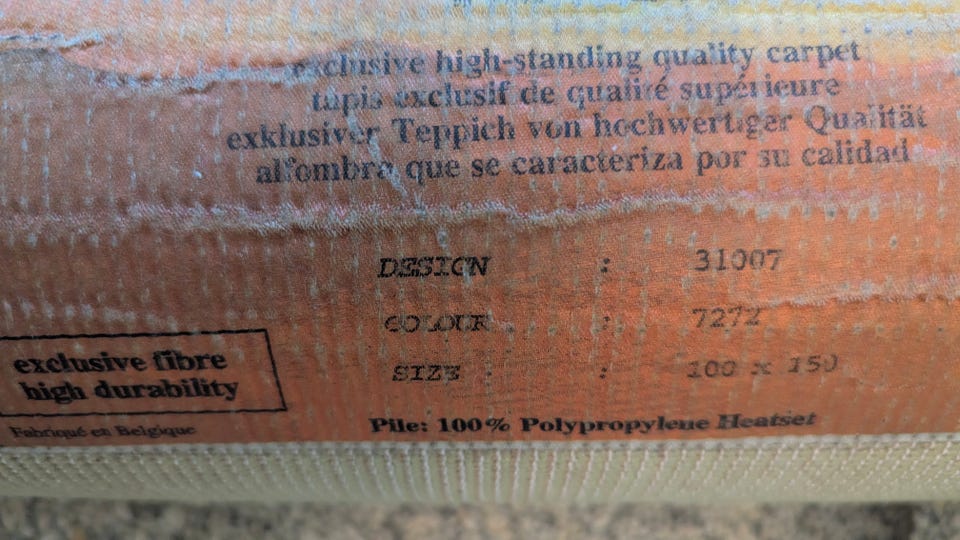 exclusive high-standing quality carpet
tapis exclusif de qualité supérieure
exklusiver Teppich von hochwertiger Qualität
alfombra que se caracteriza por su calidad
DESIGN : 31007
COLOUR : 7272
SIZE : 100 x 150
exclusive fibre
high durability
Pile: 100% Polypropylene Heatset
Fabriqué en Belgique